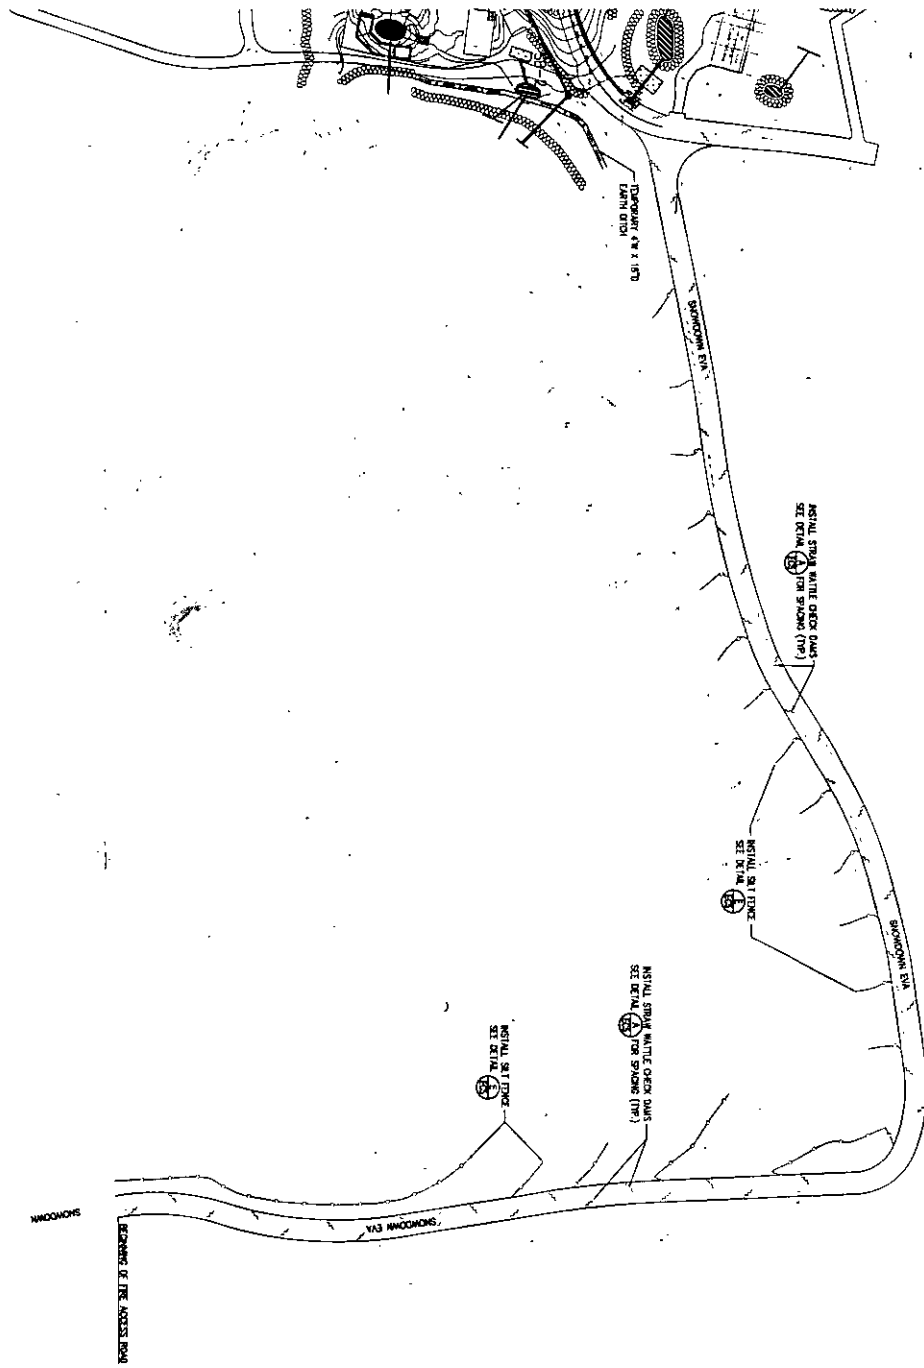 TEMPORARY 4'W x 1.5'D
EARTH DITCH
SNOWDOWN EVA
INSTALL STRAW WATTLE CHECK DAMS
SEE DETAIL A FOR SPACING (TYP.)
INSTALL SILT FENCE
SEE DETAIL E
SNOWDOWN EVA
INSTALL STRAW WATTLE CHECK DAMS
SEE DETAIL A FOR SPACING (TYP.)
INSTALL SILT FENCE
SEE DETAIL E
SNOWDOWN EVA
SNOWDOWN
BEGINNING OF FIRE ACCESS ROAD